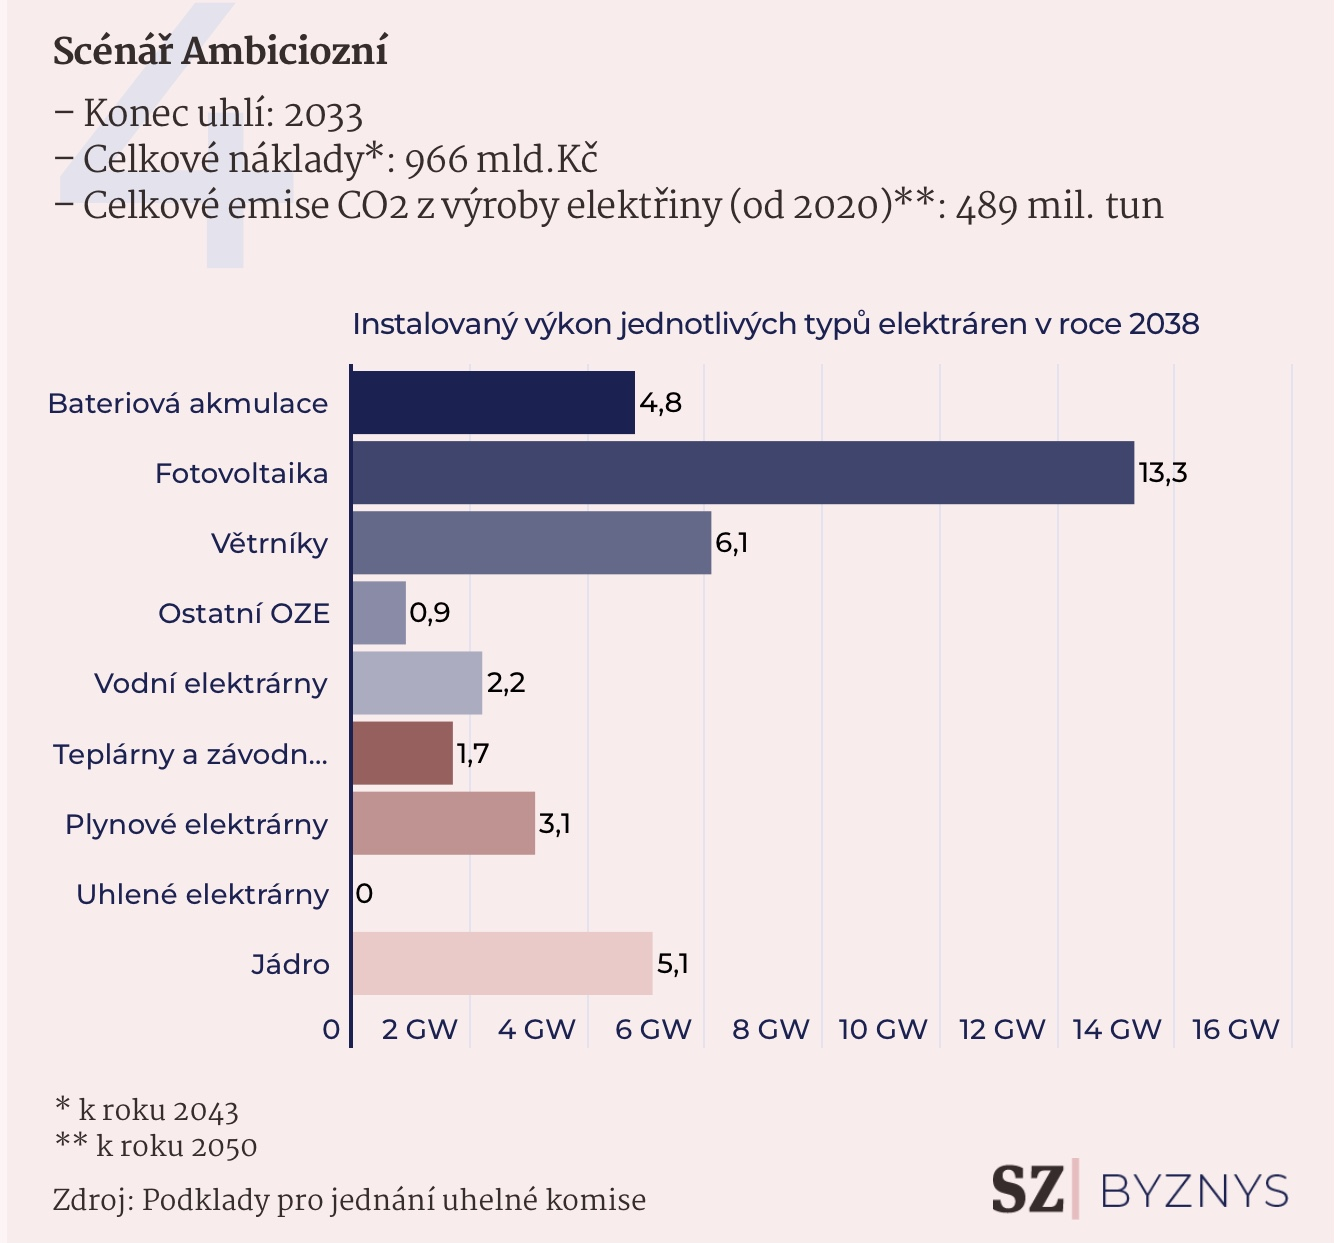 4
Scénář Ambiciozní
– Konec uhlí: 2033
– Celkové náklady*: 966 mld.Kč
– Celkové emise CO2 z výroby elektřiny (od 2020)**: 489 mil. tun
Instalovaný výkon jednotlivých typů elektráren v roce 2038
Bateriová akmulace 4,8
Fotovoltaika 13,3
Větrníky 6,1
Ostatní OZE 0,9
Vodní elektrárny 2,2
Teplárny a závodn... 1,7
Plynové elektrárny 3,1
Uhlené elektrárny 0
Jádro 5,1
0 2 GW 4 GW 6 GW 8 GW 10 GW 12 GW 14 GW 16 GW
* k roku 2043
** k roku 2050
Zdroj: Podklady pro jednání uhelné komise
SZ BYZNYS